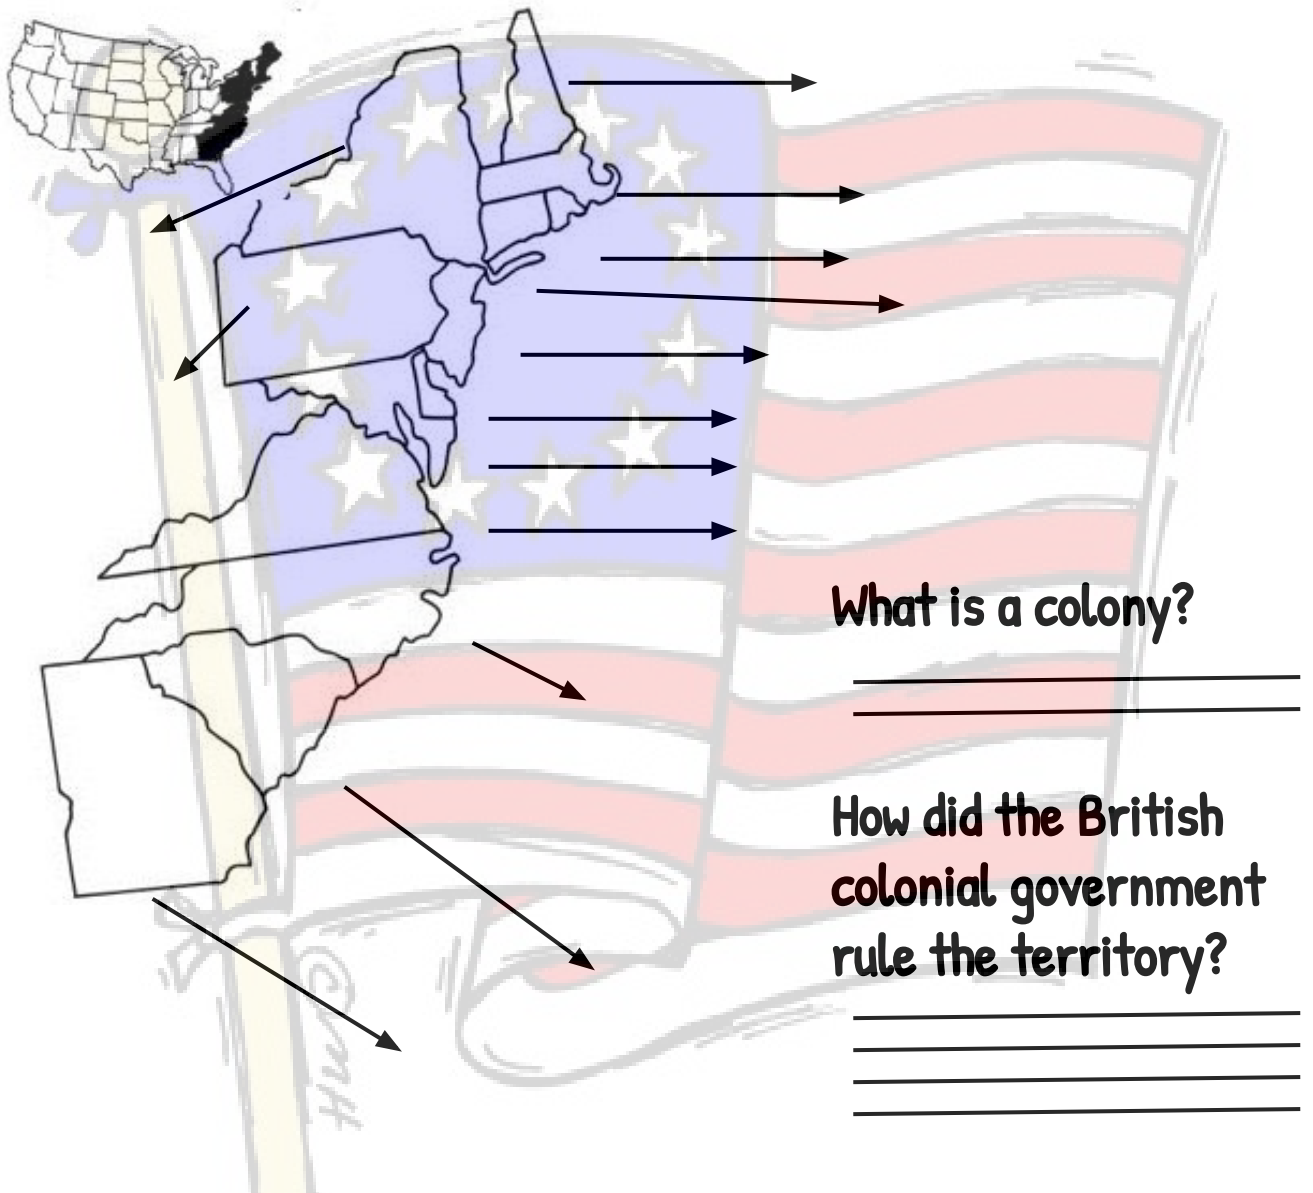 What is a colony?
How did the British
colonial government
rule the territory?